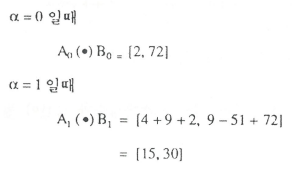 α = 0 일때
A₀ (•) B₀ = [2, 72]
α = 1 일때
A₁ (•) B₁ = [4 + 9 + 2, 9 − 51 + 72]
= [15, 30]